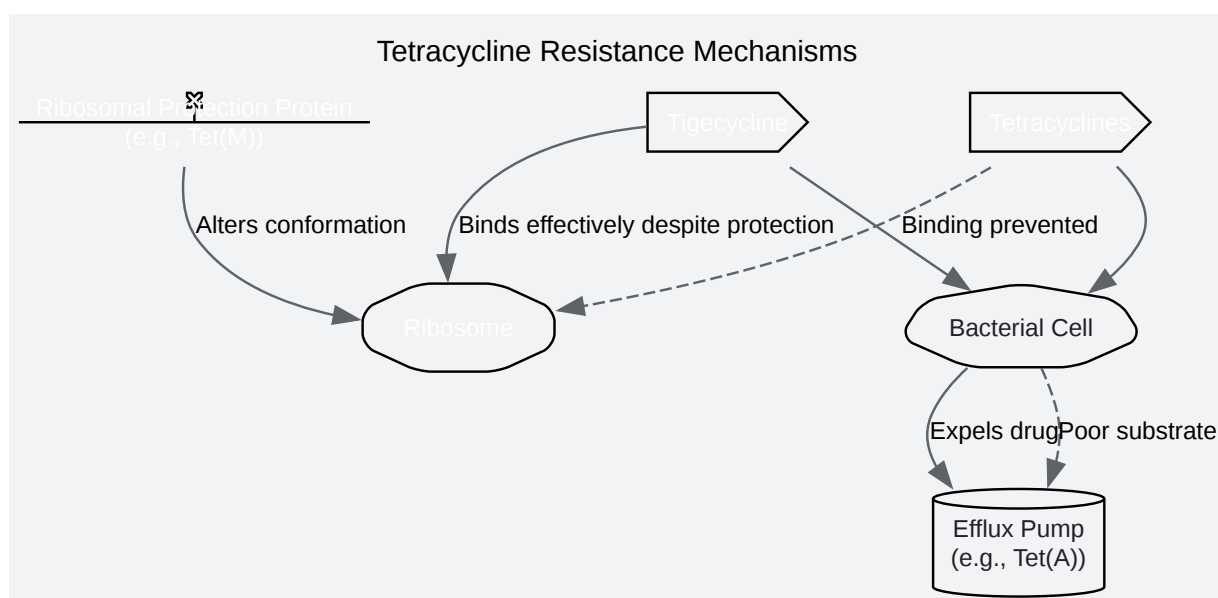 Tetracycline Resistance Mechanisms
Ribosomal Protection Protein
(e.g., Tet(M))
Tigecycline
Tetracyclines
Alters conformation
Binds effectively despite protection
Binding prevented
Ribosome
Bacterial Cell
Expels drug
Poor substrate
Efflux Pump
(e.g., Tet(A))